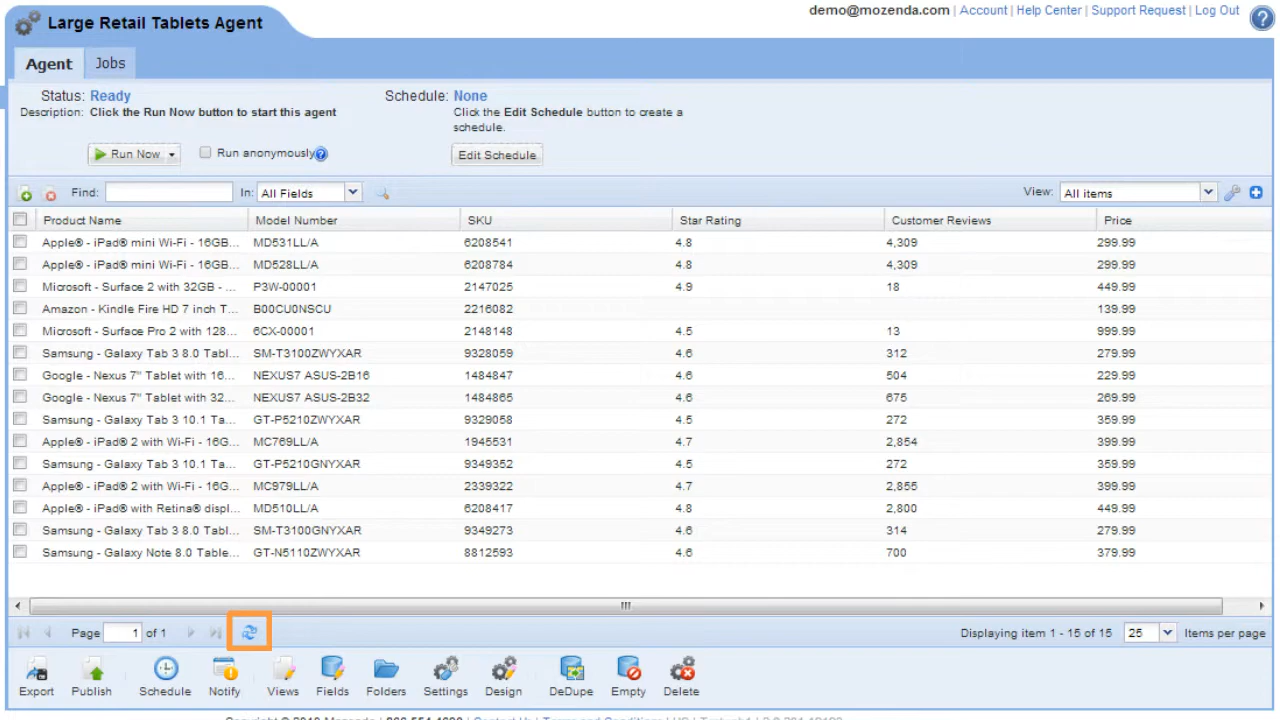 Large Retail Tablets Agent
demo@mozenda.com | Account | Help Center | Support Request | Log Out
Agent Jobs
Status: Ready Schedule: None
Description: Click the Run Now button to start this agent Click the Edit Schedule button to create a
schedule.
Run Now Run anonymously Edit Schedule
Find: In: All Fields View: All items
Product Name Model Number SKU Star Rating Customer Reviews Price
Apple® - iPad® mini Wi-Fi - 16GB... MD531LL/A 6208541 4.8 4,309 299.99
Apple® - iPad® mini Wi-Fi - 16GB... MD528LL/A 6208784 4.8 4,309 299.99
Microsoft - Surface 2 with 32GB - ... P3W-00001 2147025 4.9 18 449.99
Amazon - Kindle Fire HD 7 inch T... B00CU0NSCU 2216082 139.99
Microsoft - Surface Pro 2 with 128... 6CX-00001 2148148 4.5 13 999.99
Samsung - Galaxy Tab 3 8.0 Tabl... SM-T3100ZWYXAR 9328059 4.6 312 279.99
Google - Nexus 7" Tablet with 16... NEXUS7 ASUS-2B16 1484847 4.6 504 229.99
Google - Nexus 7" Tablet with 32... NEXUS7 ASUS-2B32 1484865 4.6 675 269.99
Samsung - Galaxy Tab 3 10.1 Ta... GT-P5210ZWYXAR 9329058 4.5 272 359.99
Apple® - iPad® 2 with Wi-Fi - 16G... MC769LL/A 1945531 4.7 2,854 399.99
Samsung - Galaxy Tab 3 10.1 Ta... GT-P5210GNYXAR 9349352 4.5 272 359.99
Apple® - iPad® 2 with Wi-Fi - 16G... MC979LL/A 2339322 4.7 2,855 399.99
Apple® - iPad® with Retina® displ... MD510LL/A 6208417 4.8 2,800 449.99
Samsung - Galaxy Tab 3 8.0 Tabl... SM-T3100GNYXAR 9349273 4.6 314 279.99
Samsung - Galaxy Note 8.0 Table... GT-N5110ZWYXAR 8812593 4.6 700 379.99
Page 1 of 1 Displaying item 1 - 15 of 15 25 Items per page
Export Publish Schedule Notify Views Fields Folders Settings Design DeDupe Empty Delete